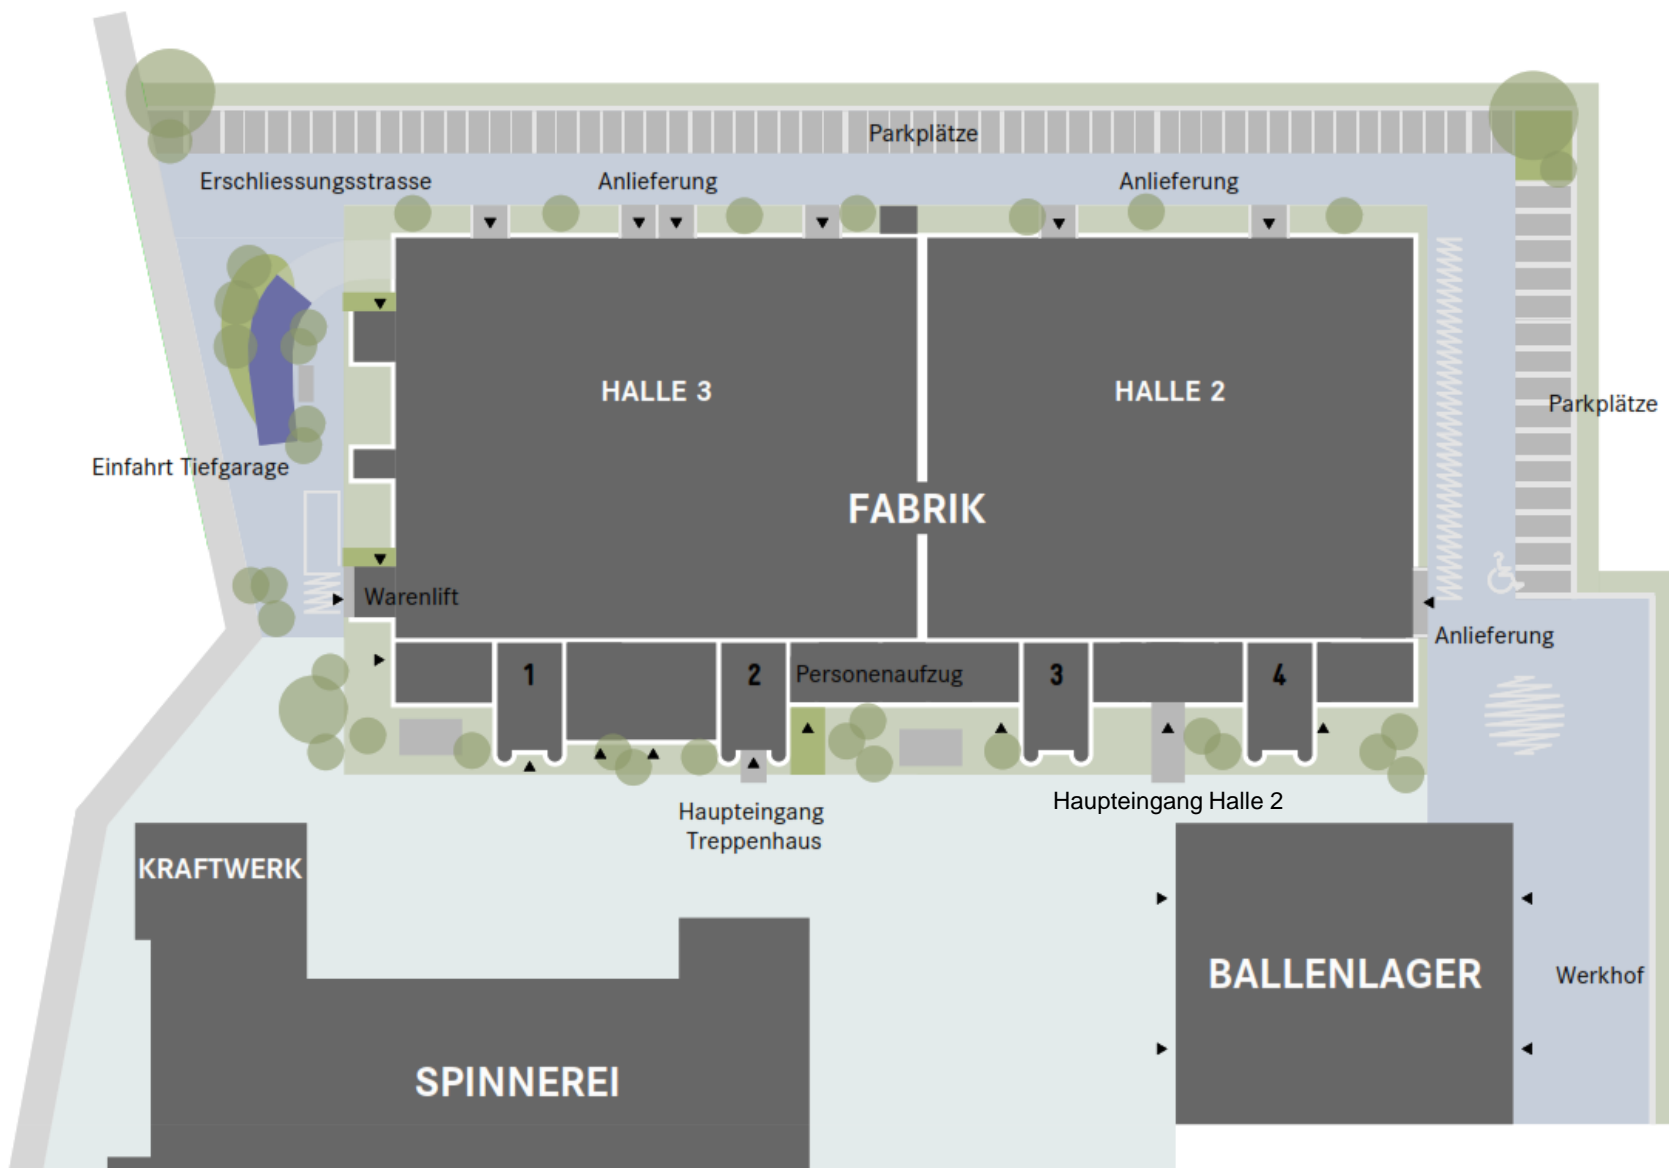 Parkplätze
Erschliessungsstrasse
Anlieferung
Anlieferung
HALLE 3
HALLE 2
Parkplätze
Einfahrt Tiefgarage
FABRIK
Warenlift
Anlieferung
1
2
Personenaufzug
3
4
Haupteingang
Treppenhaus
Haupteingang Halle 2
KRAFTWERK
BALLENLAGER
Werkhof
SPINNEREI